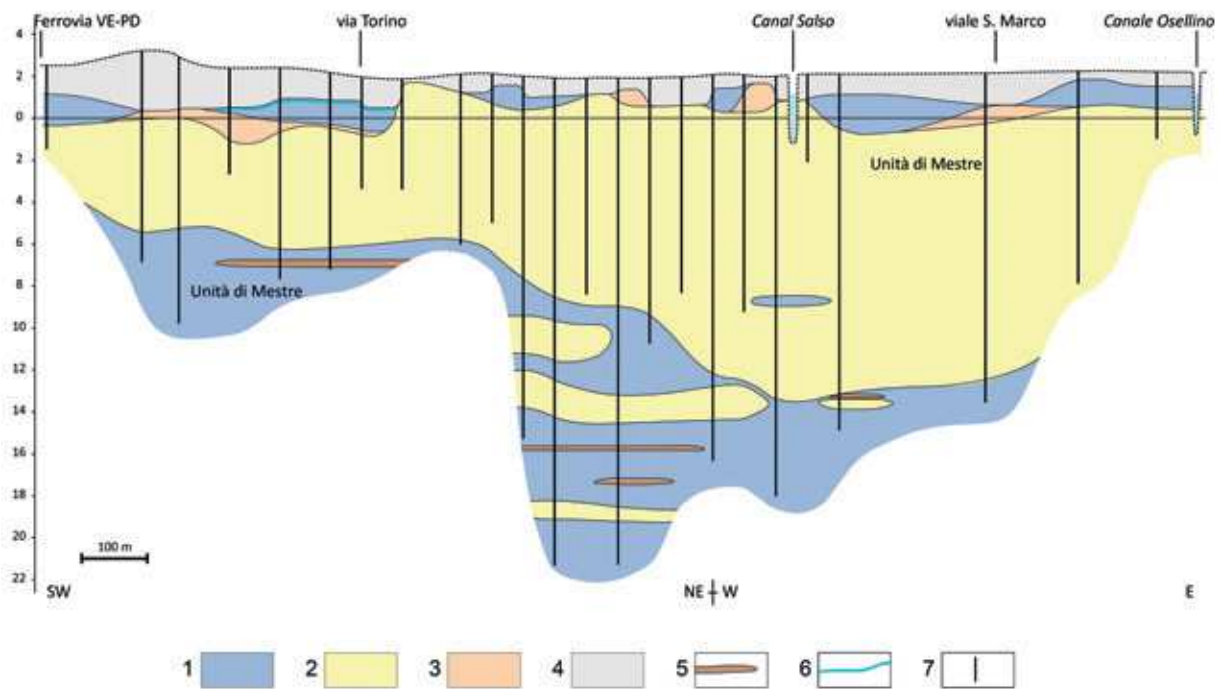 Ferrovia VE-PD via Torino Canal Salso viale S. Marco Canale Osellino
4
2
0
2
Unità di Mestre
4
6
8
Unità di Mestre
10
12
14
16
18
20
100 m
22
SW NE W E
1 2 3 4 5 6 7